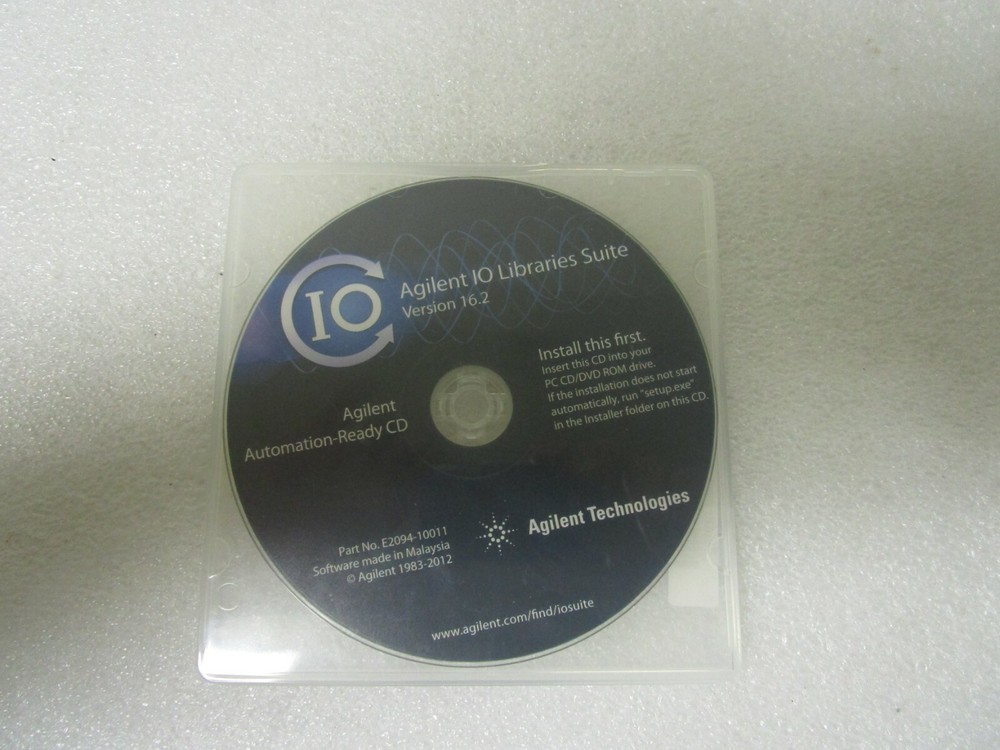 IO
Agilent IO Libraries Suite
Version 16.2
Install this first.
Insert this CD into your
PC CD/DVD ROM drive.
If the installation does not start
automatically, run "setup.exe"
in the Installer folder on this CD.
Agilent
Automation-Ready CD
Agilent Technologies
Part No. E2094-10011
Software made in Malaysia
© Agilent 1983-2012
www.agilent.com/find/iosuite